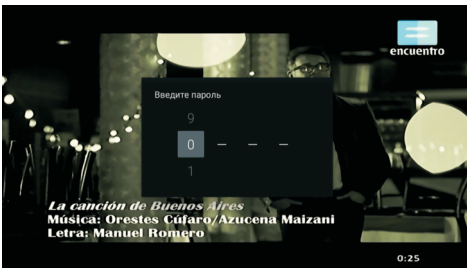 encuentro
Введите пароль
9
0 – – –
1
La canción de Buenos Aires
Música: Orestes Cúfaro/Azucena Maizani
Letra: Manuel Romero
0:25